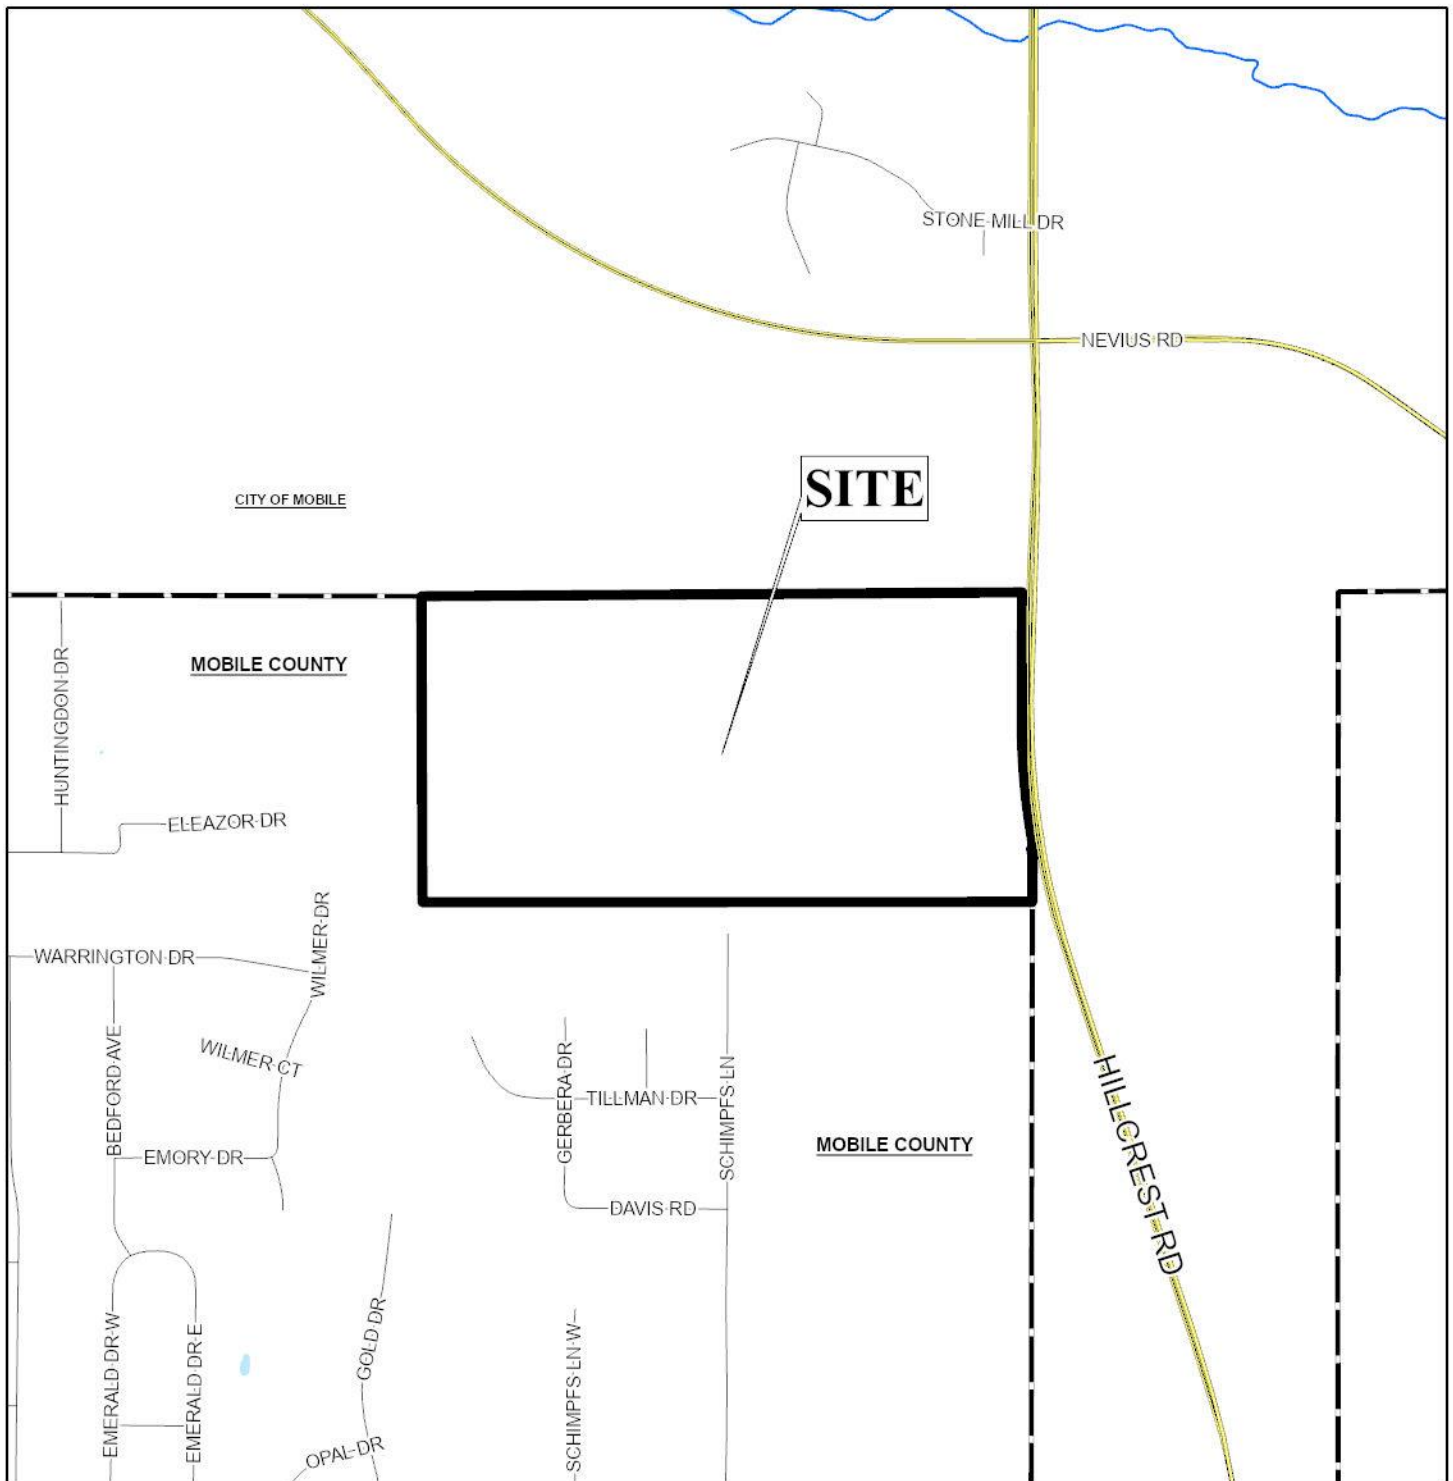 STONE MILL DR
NEVIUS RD
SITE
CITY OF MOBILE
MOBILE COUNTY
HUNTINGDON DR
ELEAZOR DR
WILMER DR
WARRINGTON DR
BEDFORD AVE
WILMER CT
GERBERA DR
TILLMAN DR
SCHIMPFS LN
HILLCREST RD
MOBILE COUNTY
EMORY DR
DAVIS RD
EMERALD DR W
EMERALD DR E
GOLD DR
SCHIMPFS LN W
OPAL DR